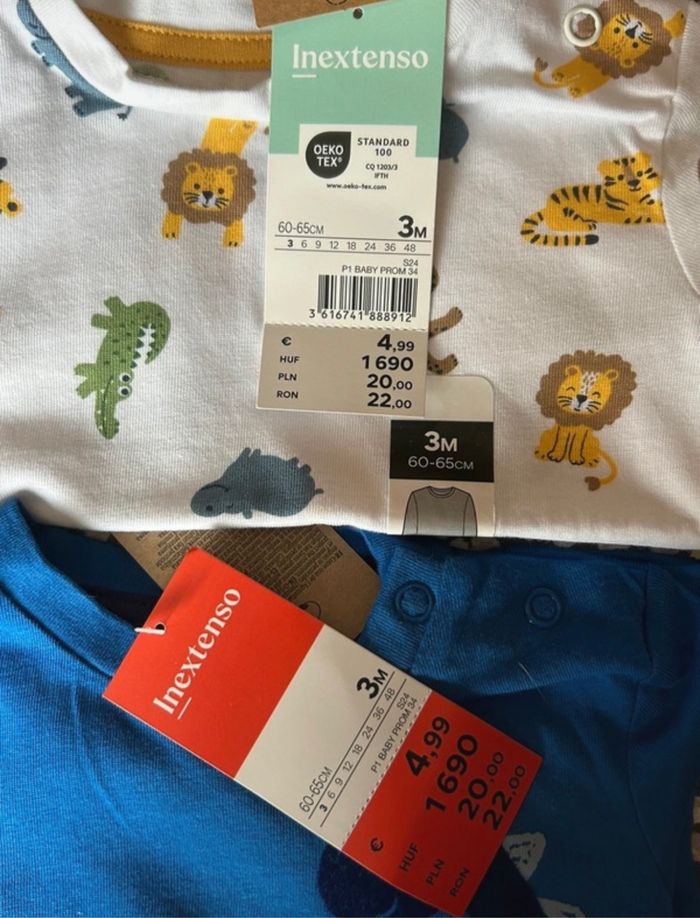 Inextenso
OEKO
TEX®
STANDARD
100
CQ 1203/3
IFTH
www.oeko-tex.com
60-65CM 3M
3 6 9 12 18 24 36 48
S24
P1 BABY PROM 34
3 616741 888912
€ 4,99
HUF 1690
PLN 20,00
RON 22,00
3M
60-65CM
Inextenso
60-65CM 3M
3 6 9 12 18 24 36 48
S24
P1 BABY PROM 34
€ 4,99
HUF 1690
PLN 20,00
RON 22,00